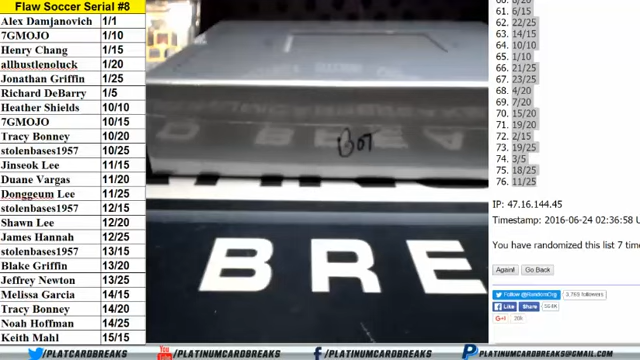 Flaw Soccer Serial #8
Alex Damjanovich 1/1
7GMOJO 1/10
Henry Chang 1/15
allhustlenoluck 1/20
Jonathan Griffin 1/25
Richard DeBarry 1/5
Heather Shields 10/10
7GMOJO 10/15
Tracy Bonney 10/20
stolenbases1957 10/25
Jinseok Lee 11/15
Duane Vargas 11/20
Donggeum Lee 11/25
stolenbases1957 12/15
Shawn Lee 12/20
James Hannah 12/25
stolenbases1957 13/15
Blake Griffin 13/20
Jeffrey Newton 13/25
Melissa Garcia 14/15
Tracy Bonney 14/20
Noah Hoffman 14/25
Keith Mahl 15/15
BOT
BRE
61. 6/15
62. 22/25
63. 14/15
64. 10/10
65. 1/10
66. 21/25
67. 23/25
68. 4/20
69. 7/20
70. 15/20
71. 19/20
72. 2/15
73. 19/25
74. 3/5
75. 18/25
76. 11/25
IP: 47.16.144.45
Timestamp: 2016-06-24 02:36:58 U
You have randomized this list 7 time
Again! Go Back
Follow @RandomOrg 3,769 followers
Like Share 564K
G+1 28k
/PLATCARDBREAKS
You Tube /PLATINUMCARDBREAKS
f /PLATINUMCARDBREAKS
PLATINUMCARDBREAKS@GMAIL.COM